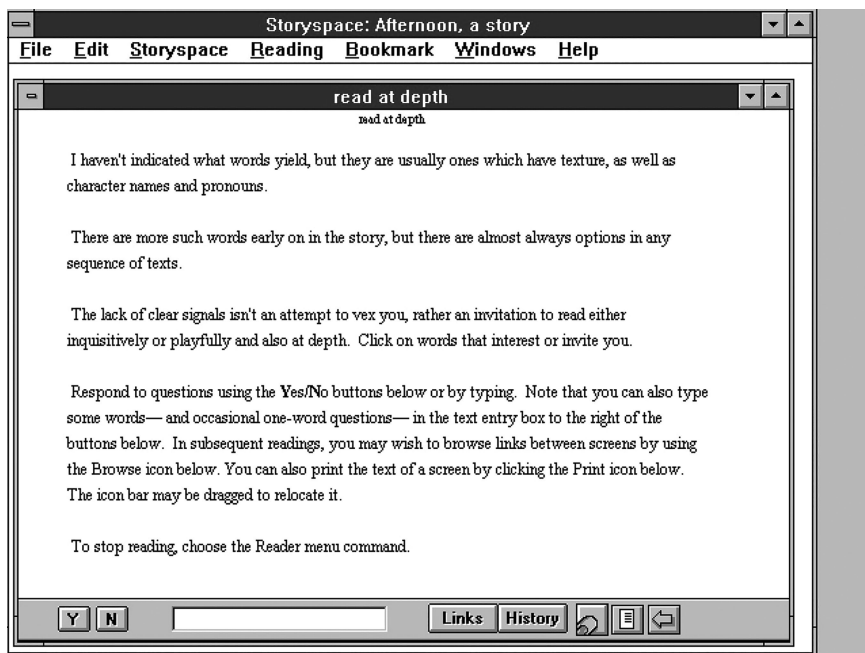 Storyspace: Afternoon, a story
File Edit Storyspace Reading Bookmark Windows Help
read at depth
read at depth
I haven't indicated what words yield, but they are usually ones which have texture, as well as
character names and pronouns.
There are more such words early on in the story, but there are almost always options in any
sequence of texts.
The lack of clear signals isn't an attempt to vex you, rather an invitation to read either
inquisitively or playfully and also at depth. Click on words that interest or invite you.
Respond to questions using the Yes/No buttons below or by typing. Note that you can also type
some words— and occasional one-word questions— in the text entry box to the right of the
buttons below. In subsequent readings, you may wish to browse links between screens by using
the Browse icon below. You can also print the text of a screen by clicking the Print icon below.
The icon bar may be dragged to relocate it.
To stop reading, choose the Reader menu command.
Y N Links History